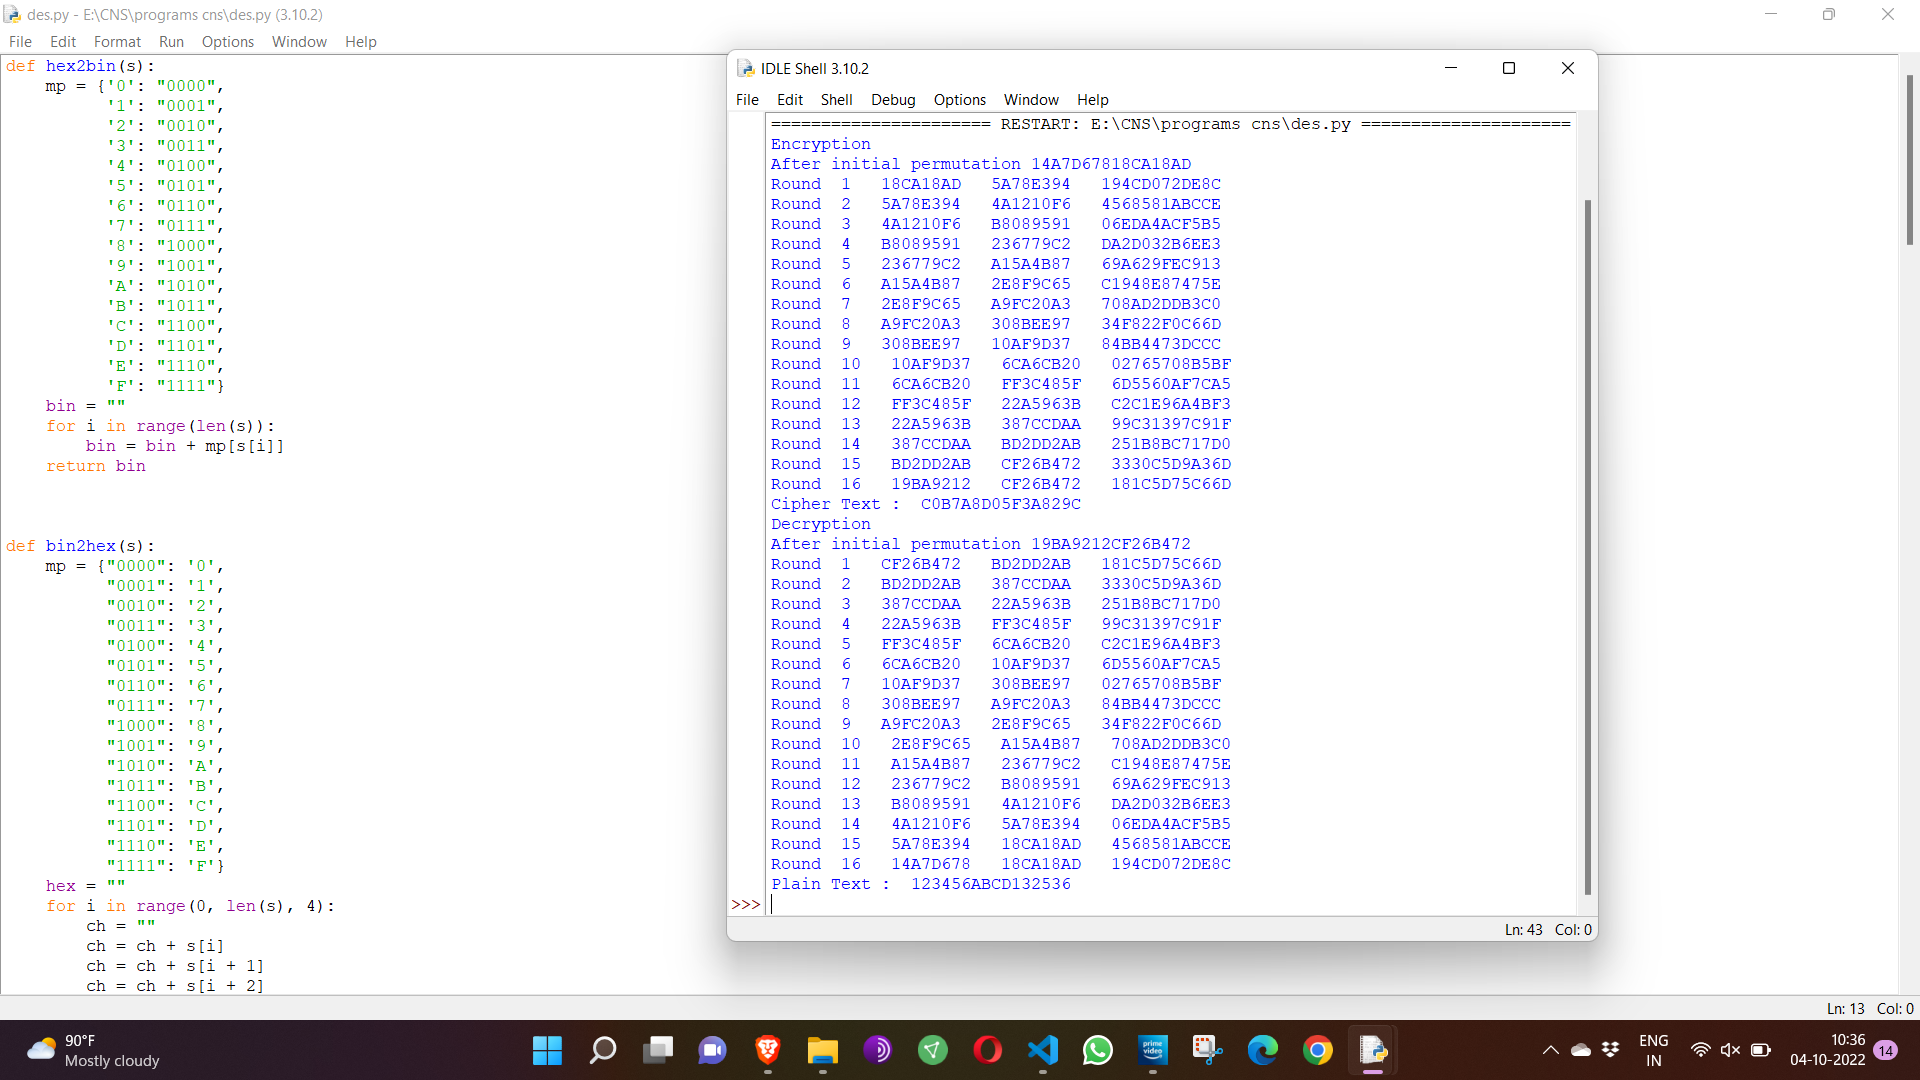 des.py - E:\CNS\programs cns\des.py (3.10.2)
File Edit Format Run Options Window Help
def hex2bin(s):
    mp = {'0': "0000",
          '1': "0001",
          '2': "0010",
          '3': "0011",
          '4': "0100",
          '5': "0101",
          '6': "0110",
          '7': "0111",
          '8': "1000",
          '9': "1001",
          'A': "1010",
          'B': "1011",
          'C': "1100",
          'D': "1101",
          'E': "1110",
          'F': "1111"}
    bin = ""
    for i in range(len(s)):
        bin = bin + mp[s[i]]
    return bin
def bin2hex(s):
    mp = {"0000": '0',
          "0001": '1',
          "0010": '2',
          "0011": '3',
          "0100": '4',
          "0101": '5',
          "0110": '6',
          "0111": '7',
          "1000": '8',
          "1001": '9',
          "1010": 'A',
          "1011": 'B',
          "1100": 'C',
          "1101": 'D',
          "1110": 'E',
          "1111": 'F'}
    hex = ""
    for i in range(0, len(s), 4):
        ch = ""
        ch = ch + s[i]
        ch = ch + s[i + 1]
        ch = ch + s[i + 2]
IDLE Shell 3.10.2
File Edit Shell Debug Options Window Help
====================== RESTART: E:\CNS\programs cns\des.py =====================
Encryption
After initial permutation 14A7D67818CA18AD
Round  1   18CA18AD   5A78E394   194CD072DE8C
Round  2   5A78E394   4A1210F6   4568581ABCCE
Round  3   4A1210F6   B8089591   06EDA4ACF5B5
Round  4   B8089591   236779C2   DA2D032B6EE3
Round  5   236779C2   A15A4B87   69A629FEC913
Round  6   A15A4B87   2E8F9C65   C1948E87475E
Round  7   2E8F9C65   A9FC20A3   708AD2DDB3C0
Round  8   A9FC20A3   308BEE97   34F822F0C66D
Round  9   308BEE97   10AF9D37   84BB4473DCCC
Round  10   10AF9D37   6CA6CB20   02765708B5BF
Round  11   6CA6CB20   FF3C485F   6D5560AF7CA5
Round  12   FF3C485F   22A5963B   C2C1E96A4BF3
Round  13   22A5963B   387CCDAA   99C31397C91F
Round  14   387CCDAA   BD2DD2AB   251B8BC717D0
Round  15   BD2DD2AB   CF26B472   3330C5D9A36D
Round  16   19BA9212   CF26B472   181C5D75C66D
Cipher Text :  C0B7A8D05F3A829C
Decryption
After initial permutation 19BA9212CF26B472
Round  1   CF26B472   BD2DD2AB   181C5D75C66D
Round  2   BD2DD2AB   387CCDAA   3330C5D9A36D
Round  3   387CCDAA   22A5963B   251B8BC717D0
Round  4   22A5963B   FF3C485F   99C31397C91F
Round  5   FF3C485F   6CA6CB20   C2C1E96A4BF3
Round  6   6CA6CB20   10AF9D37   6D5560AF7CA5
Round  7   10AF9D37   308BEE97   02765708B5BF
Round  8   308BEE97   A9FC20A3   84BB4473DCCC
Round  9   A9FC20A3   2E8F9C65   34F822F0C66D
Round  10   2E8F9C65   A15A4B87   708AD2DDB3C0
Round  11   A15A4B87   236779C2   C1948E87475E
Round  12   236779C2   B8089591   69A629FEC913
Round  13   B8089591   4A1210F6   DA2D032B6EE3
Round  14   4A1210F6   5A78E394   06EDA4ACF5B5
Round  15   5A78E394   18CA18AD   4568581ABCCE
Round  16   14A7D678   18CA18AD   194CD072DE8C
Plain Text :  123456ABCD132536
>>>
Ln: 43 Col: 0
Ln: 13 Col: 0
90°F
Mostly cloudy
prime video
ENG
IN
10:36
04-10-2022
14